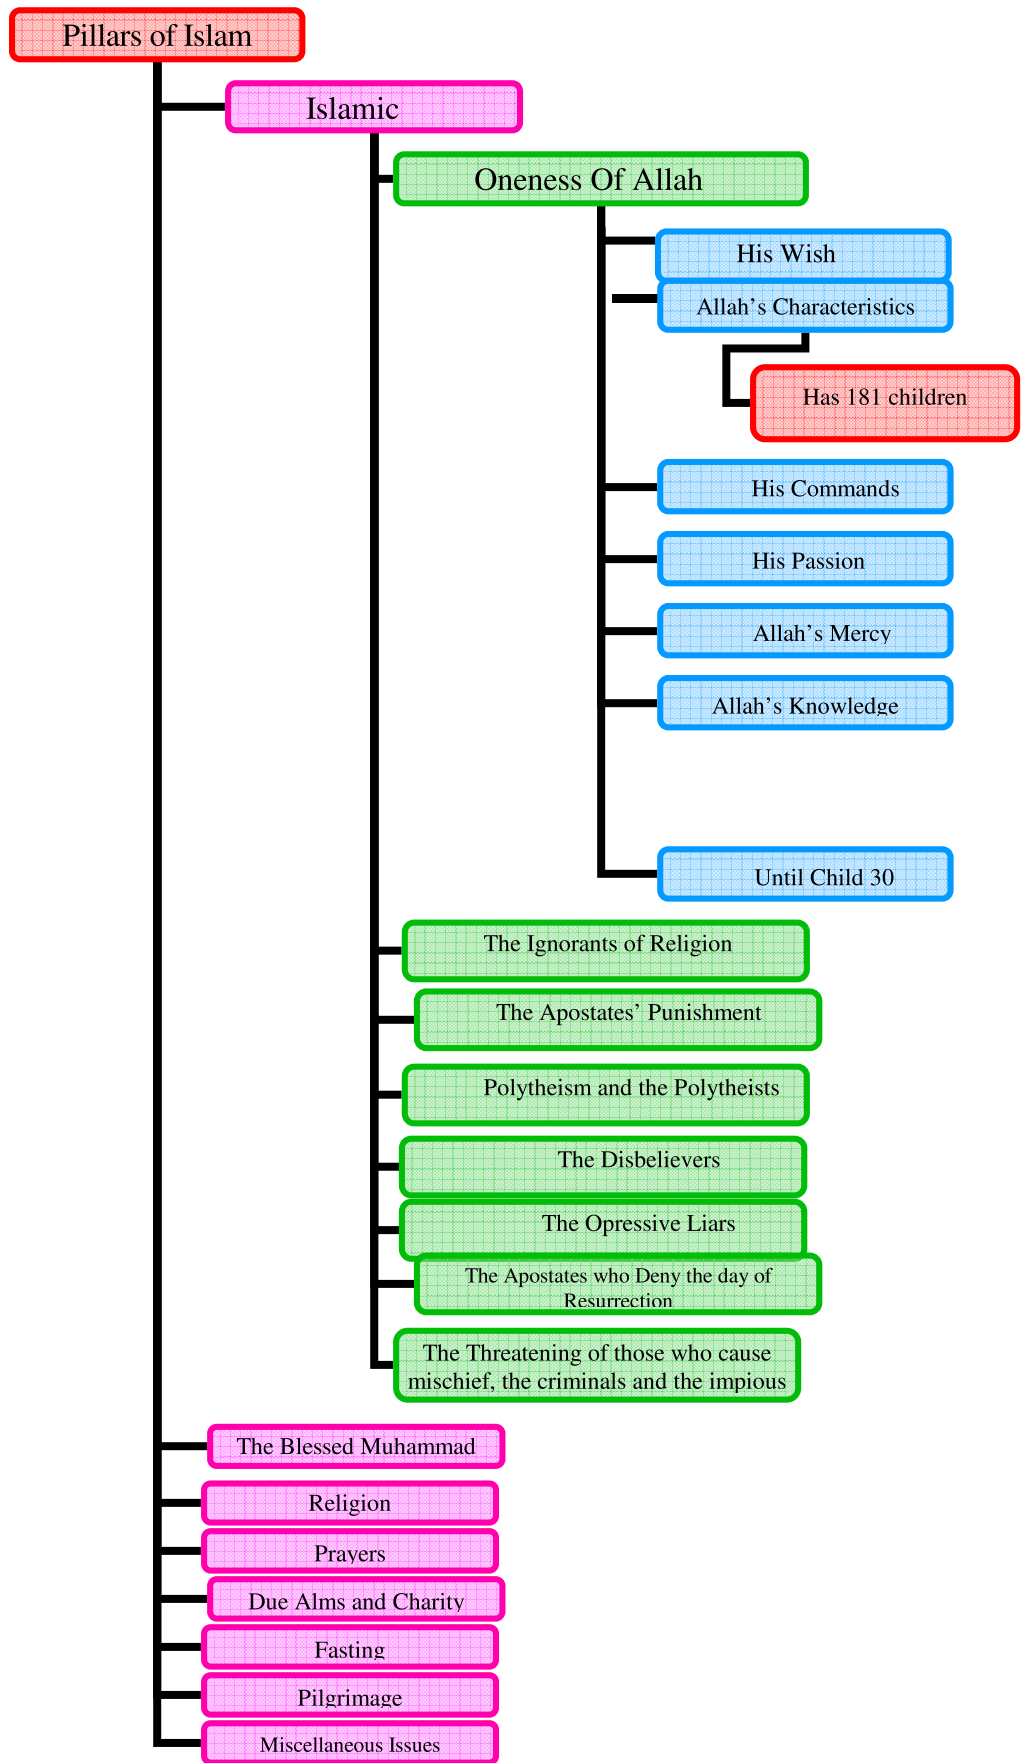 Pillars of Islam
Islamic
Oneness Of Allah
His Wish
Allah's Characteristics
Has 181 children
His Commands
His Passion
Allah's Mercy
Allah's Knowledge
Until Child 30
The Ignorants of Religion
The Apostates' Punishment
Polytheism and the Polytheists
The Disbelievers
The Opressive Liars
The Apostates who Deny the day of
Resurrection
The Threatening of those who cause
mischief, the criminals and the impious
The Blessed Muhammad
Religion
Prayers
Due Alms and Charity
Fasting
Pilgrimage
Miscellaneous Issues